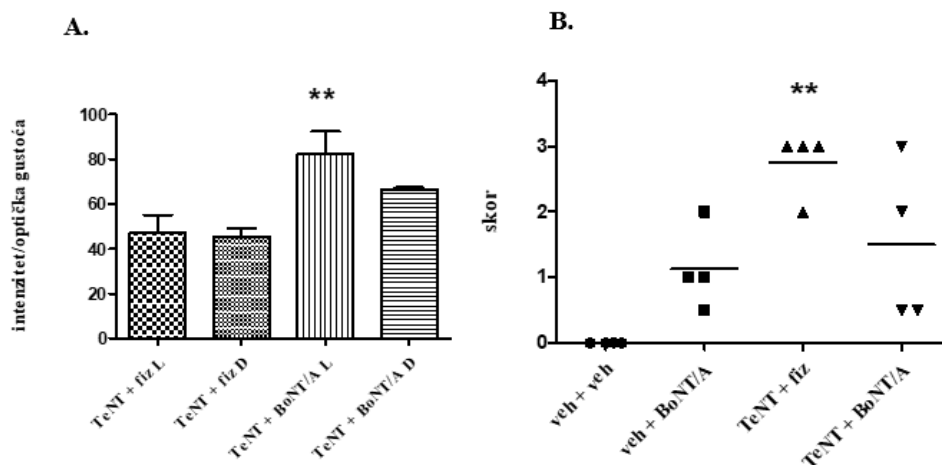 A.
**
intenzitet/optička gustoća
100
80
60
40
20
0
TeNT + fiz L
TeNT + fiz D
TeNT + BoNT/A L
TeNT + BoNT/A D
B.
**
skor
4
3
2
1
0
veh + veh
veh + BoNT/A
TeNT + fiz
TeNT + BoNT/A